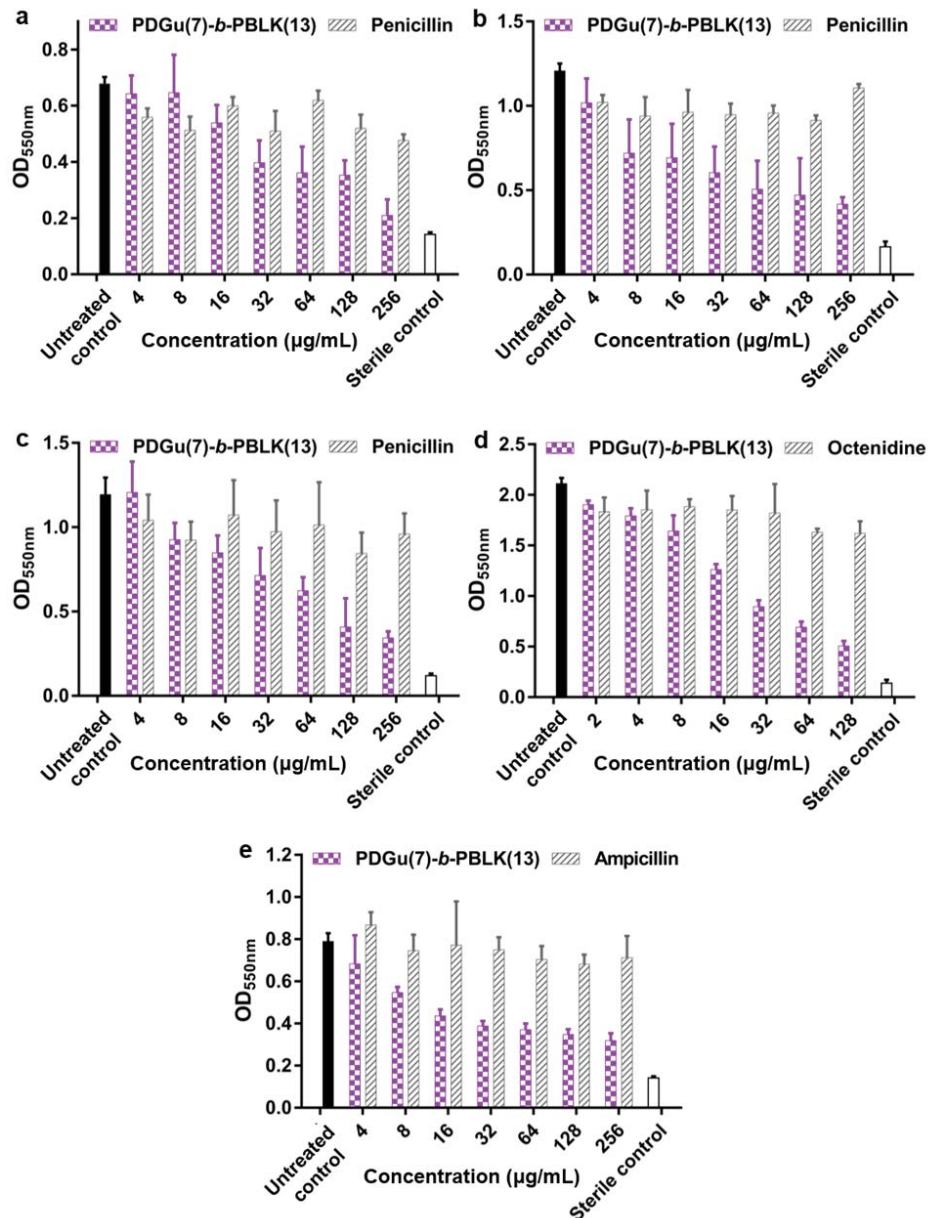 a
PDGu(7)-b-PBLK(13) Penicillin
0.8
0.6
0.4
0.2
0.0
OD550nm
Untreated control 4 8 16 32 64 128 256 Sterile control
Concentration (µg/mL)
b
PDGu(7)-b-PBLK(13) Penicillin
1.5
1.0
0.5
0.0
OD550nm
Untreated control 4 8 16 32 64 128 256 Sterile control
Concentration (µg/mL)
c
PDGu(7)-b-PBLK(13) Penicillin
1.5
1.0
0.5
0.0
OD550nm
Untreated control 4 8 16 32 64 128 256 Sterile control
Concentration (µg/mL)
d
PDGu(7)-b-PBLK(13) Octenidine
2.5
2.0
1.5
1.0
0.5
0.0
OD550nm
Untreated control 2 4 8 16 32 64 128 Sterile control
Concentration (µg/mL)
e
PDGu(7)-b-PBLK(13) Ampicillin
1.2
1.0
0.8
0.6
0.4
0.2
0.0
OD550nm
Untreated control 4 8 16 32 64 128 256 Sterile control
Concentration (µg/mL)